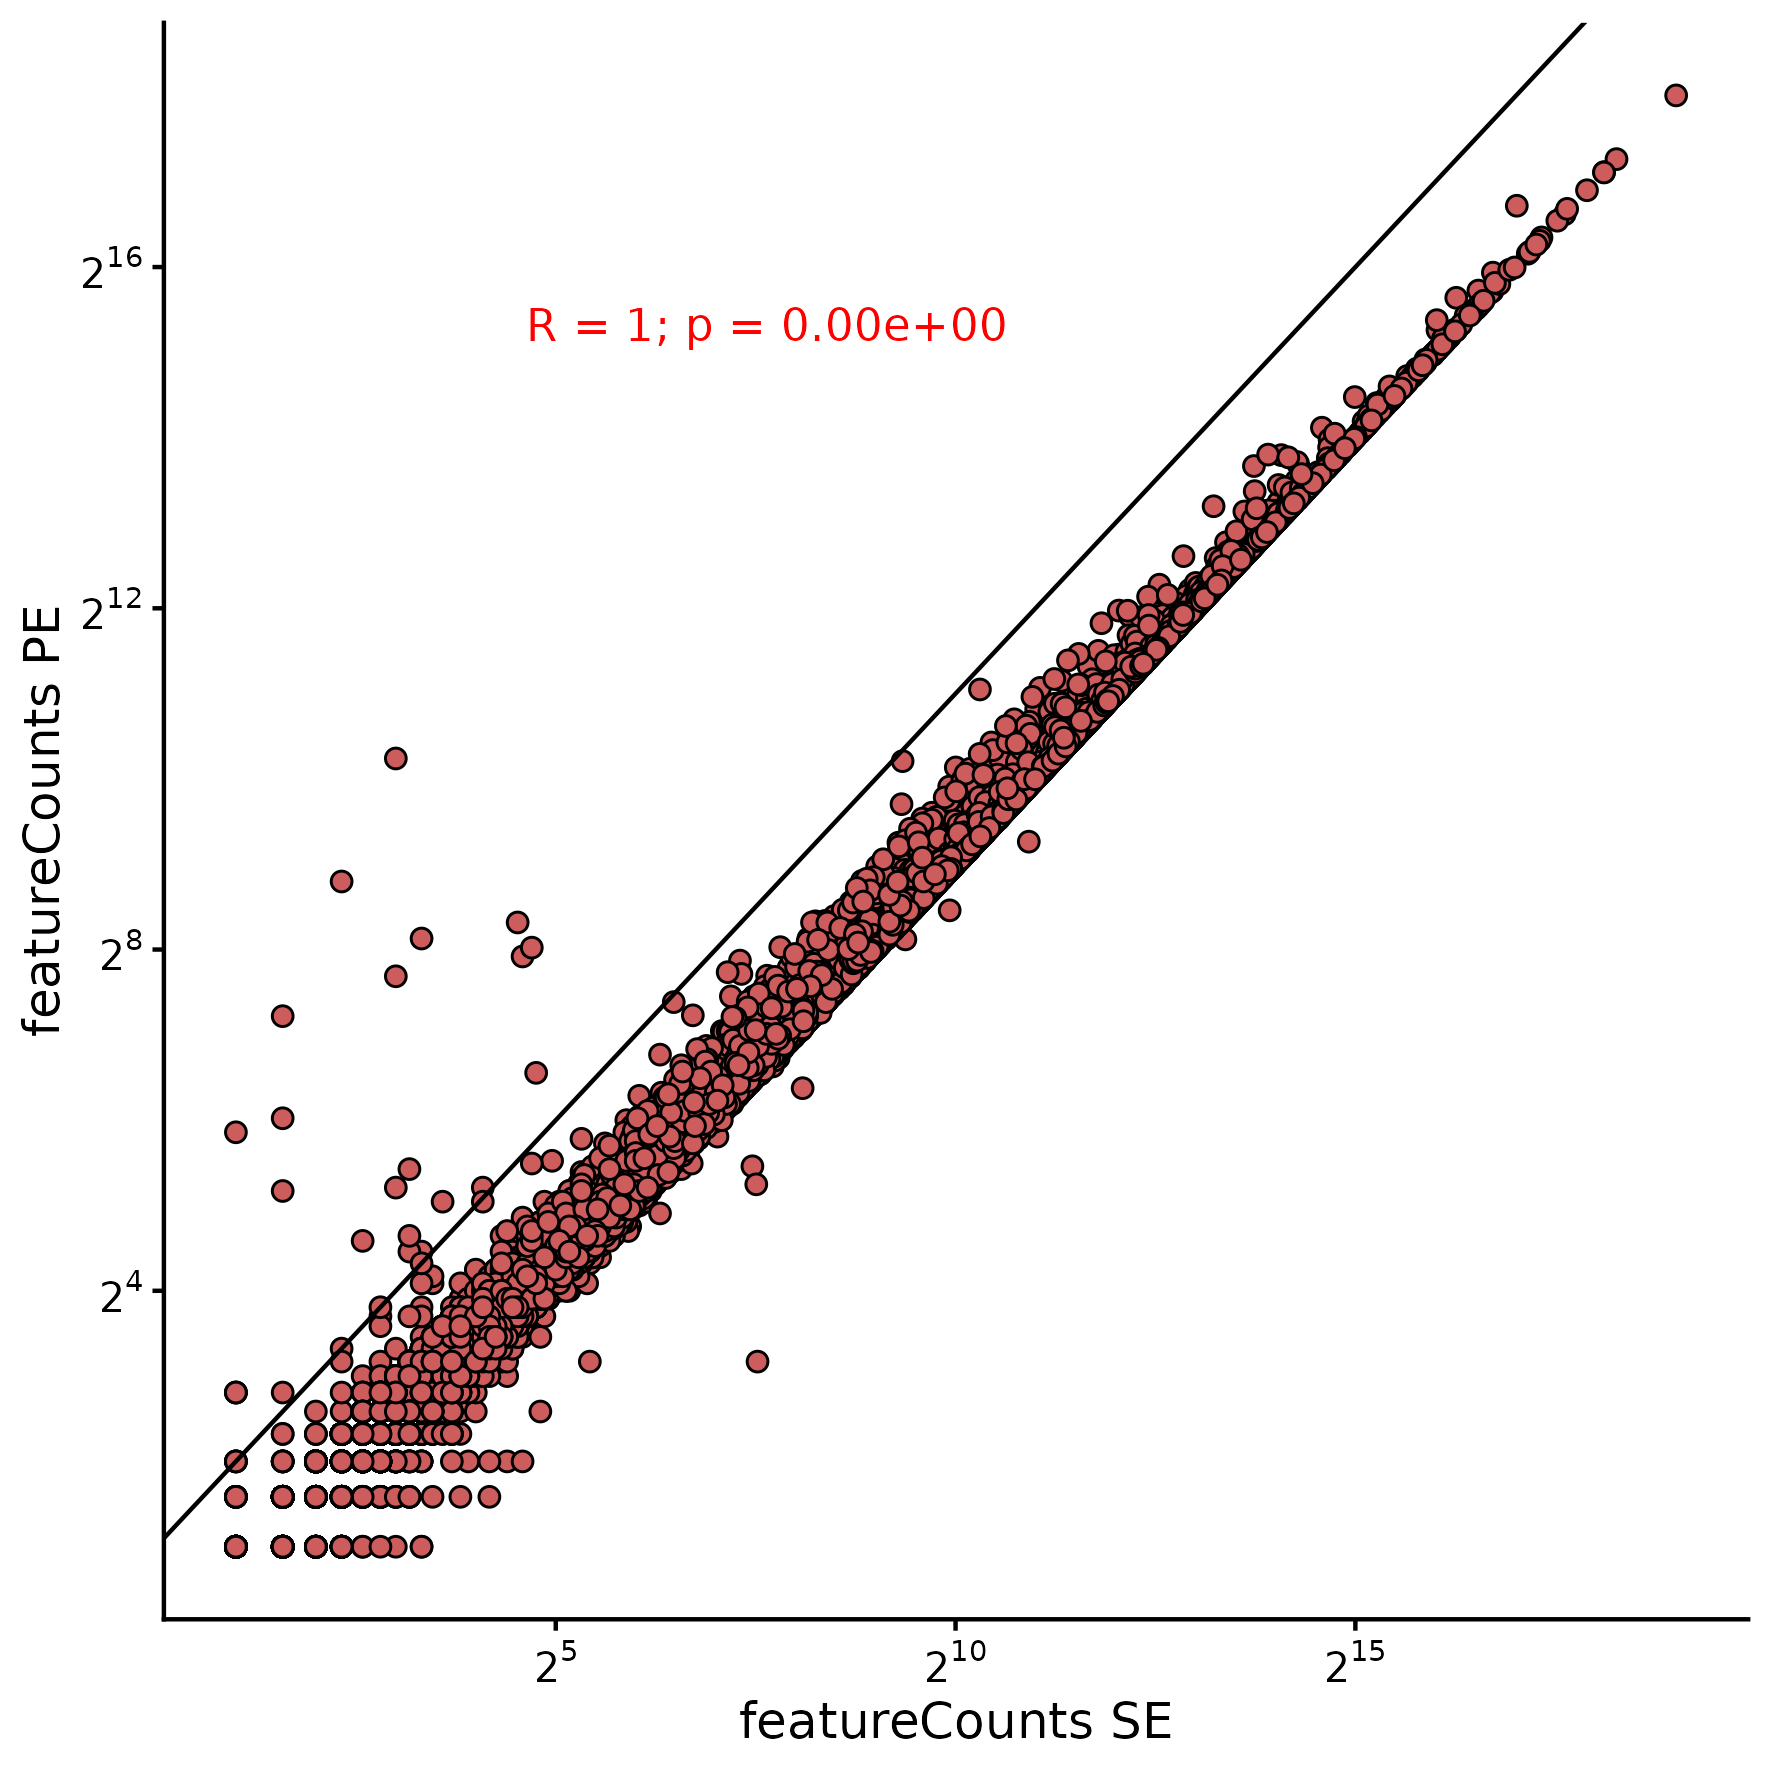 R = 1; p = 0.00e+00
featureCounts PE
2^16
2^12
2^8
2^4
2^5 2^10 2^15
featureCounts SE